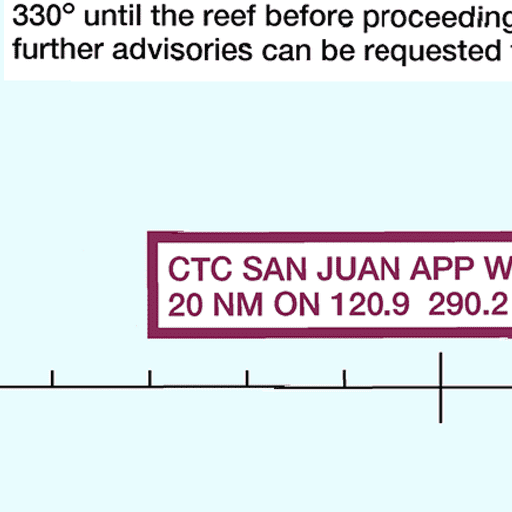 330° until the reef before proceeding
further advisories can be requested
CTC SAN JUAN APP
20 NM ON 120.9 290.2